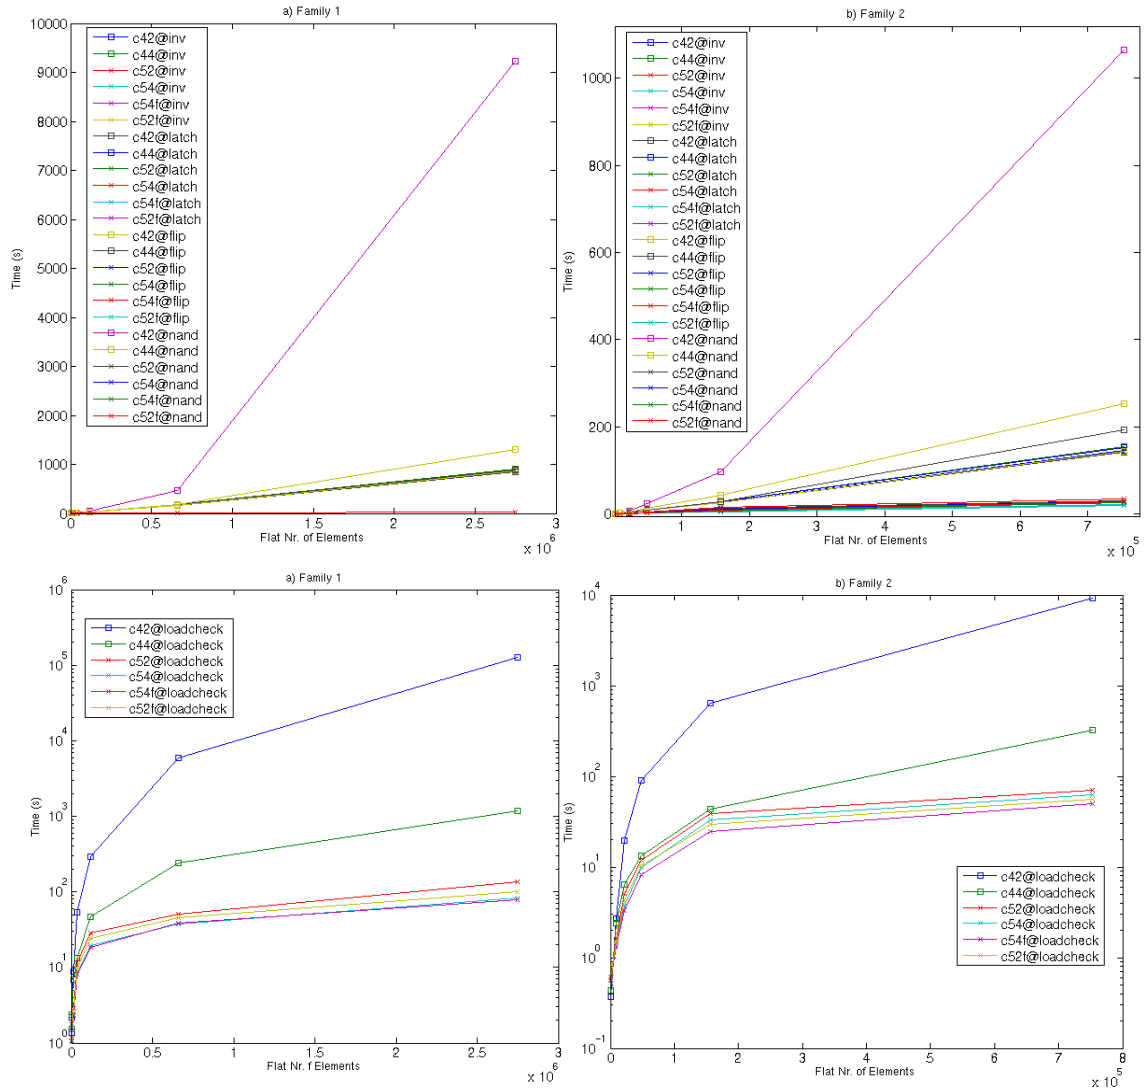 a) Family 1
10000
9000
8000
7000
6000
5000
4000
3000
2000
1000
0
Time (s)
c42@inv
c44@inv
c52@inv
c54@inv
c54f@inv
c52f@inv
c42@latch
c44@latch
c52@latch
c54@latch
c54f@latch
c52f@latch
c42@flip
c44@flip
c52@flip
c54@flip
c54f@flip
c52f@flip
c42@nand
c44@nand
c52@nand
c54@nand
c54f@nand
c52f@nand
0 0.5 1 1.5 2 2.5 3
Flat Nr. of Elements
x 10^6
b) Family 2
1000
800
600
400
200
0
Time (s)
c42@inv
c44@inv
c52@inv
c54@inv
c54f@inv
c52f@inv
c42@latch
c44@latch
c52@latch
c54@latch
c54f@latch
c52f@latch
c42@flip
c44@flip
c52@flip
c54@flip
c54f@flip
c52f@flip
c42@nand
c44@nand
c52@nand
c54@nand
c54f@nand
c52f@nand
1 2 3 4 5 6 7
Flat Nr. of Elements
x 10^5
a) Family 1
10^6
10^5
10^4
10^3
10^2
10^1
10^0
Time (s)
c42@loadcheck
c44@loadcheck
c52@loadcheck
c54@loadcheck
c54f@loadcheck
c52f@loadcheck
0 0.5 1 1.5 2 2.5 3
Flat Nr. f Elements
x 10^6
b) Family 2
10^4
10^3
10^2
10^1
10^0
10^-1
Time (s)
c42@loadcheck
c44@loadcheck
c52@loadcheck
c54@loadcheck
c54f@loadcheck
c52f@loadcheck
0 1 2 3 4 5 6 7 8
Flat Nr. of Elements
x 10^5